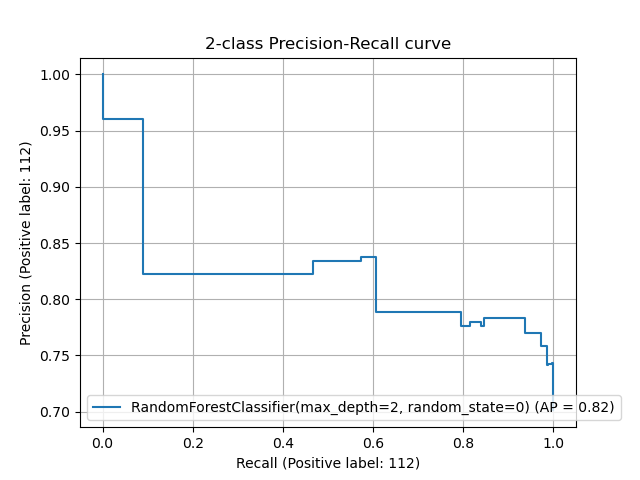 2-class Precision-Recall curve
Precision (Positive label: 112)
1.00
0.95
0.90
0.85
0.80
0.75
0.70
RandomForestClassifier(max_depth=2, random_state=0) (AP = 0.82)
0.0 0.2 0.4 0.6 0.8 1.0
Recall (Positive label: 112)